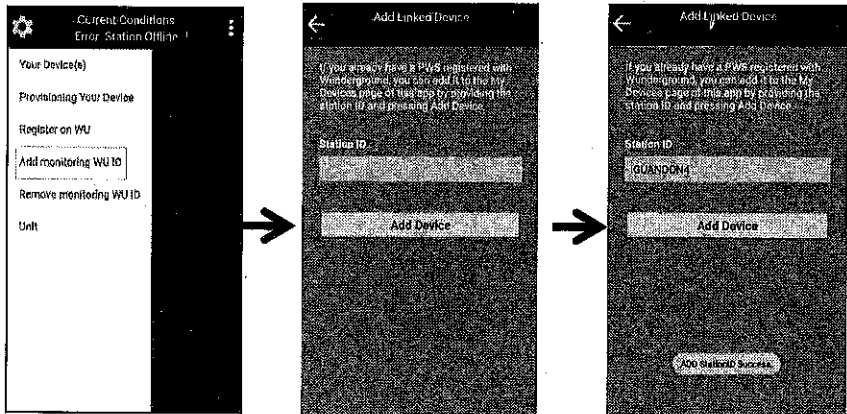 Current Conditions
Error: Station Offline !
Your Device(s)
Provisioning Your Device
Register on WU
Add monitoring WU ID
Remove monitoring WU ID
Unit
Add Linked Device
If you already have a PWS registered with
Wunderground, you can add it to the My
Devices page of this app by providing the
station ID and pressing Add Device.
Station ID
Add Device
Add Linked Device
If you already have a PWS registered with
Wunderground, you can add it to the My
Devices page of this app by providing the
station ID and pressing Add Device.
Station ID
Add Device
Success